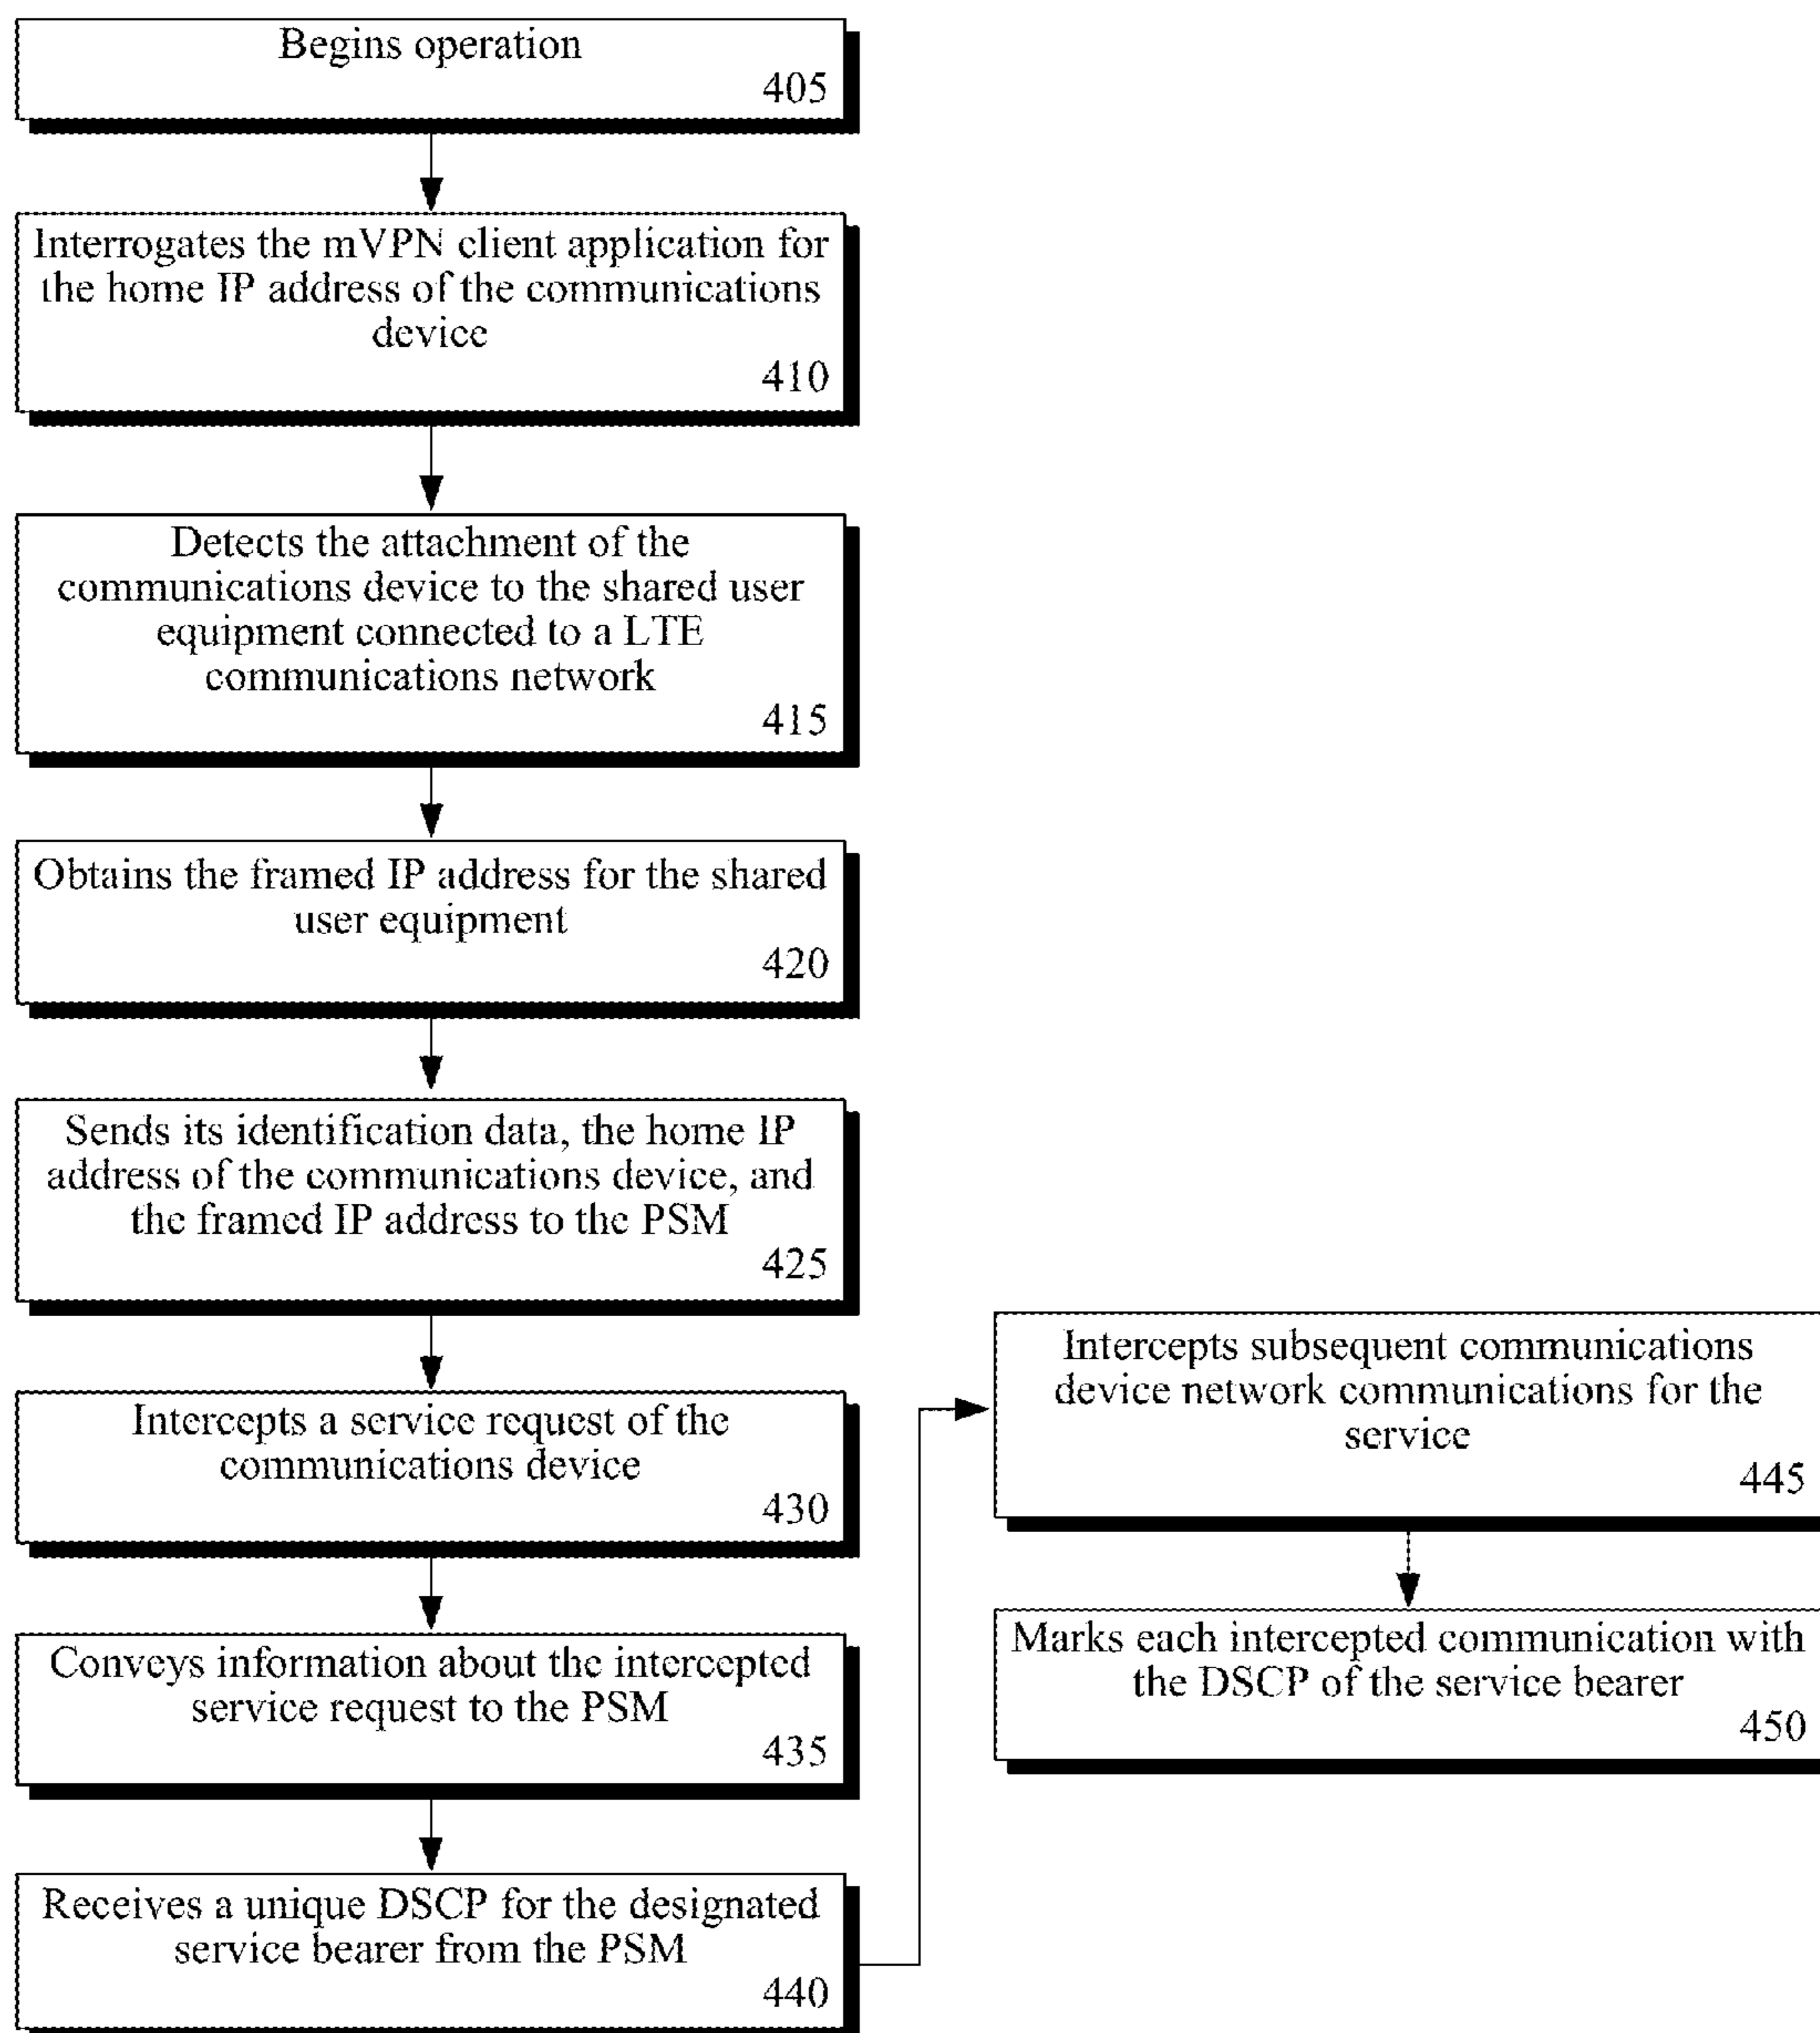 Begins operation
405
Interrogates the mVPN client application for
the home IP address of the communications
device
410
Detects the attachment of the
communications device to the shared user
equipment connected to a LTE
communications network
415
Obtains the framed IP address for the shared
user equipment
420
Sends its identification data, the home IP
address of the communications device, and
the framed IP address to the PSM
425
Intercepts a service request of the
communications device
430
Conveys information about the intercepted
service request to the PSM
435
Receives a unique DSCP for the designated
service bearer from the PSM
440
Intercepts subsequent communications
device network communications for the
service
445
Marks each intercepted communication with
the DSCP of the service bearer
450